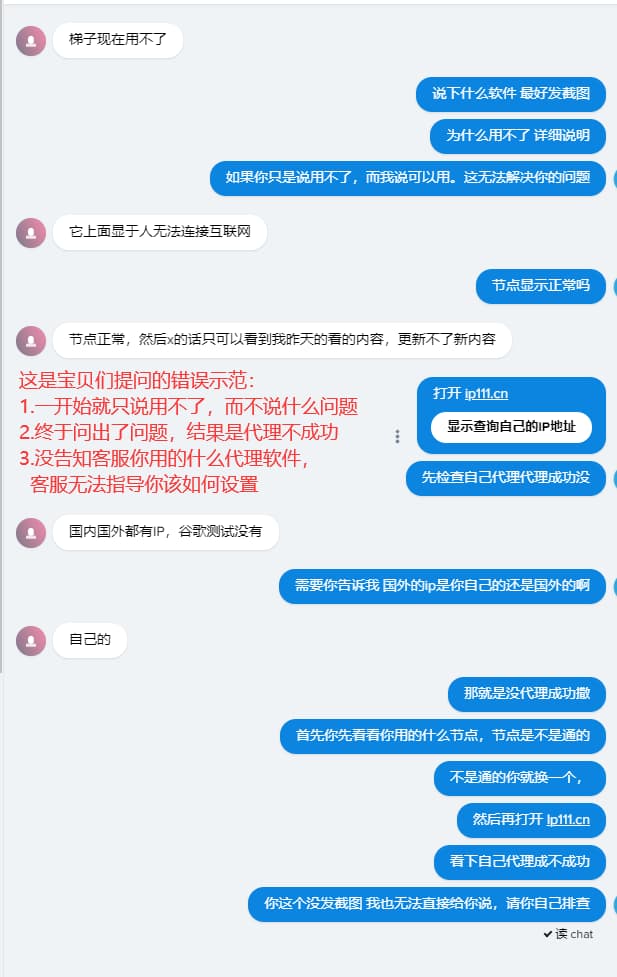 梯子现在用不了
说下什么软件 最好发截图
为什么用不了 详细说明
如果你只是说用不了，而我说可以用。这无法解决你的问题
它上面显于人无法连接互联网
节点显示正常吗
节点正常，然后x的话只可以看到我昨天的看的内容，更新不了新内容
这是宝贝们提问的错误示范：
1.一开始就只说用不了，而不说什么问题
2.终于问出了问题，结果是代理不成功
3.没告知客服你用的什么代理软件，
客服无法指导你该如何设置
打开 ip111.cn
显示查询自己的IP地址
先检查自己代理代理成功没
国内国外都有IP，谷歌测试没有
需要你告诉我 国外的ip是你自己的还是国外的啊
自己的
那就是没代理成功撒
首先你先看看你用的什么节点，节点是不是通的
不是通的你就换一个，
然后再打开 Ip111.cn
看下自己代理成不成功
你这个没发截图 我也无法直接给你说，请你自己排查
读 chat